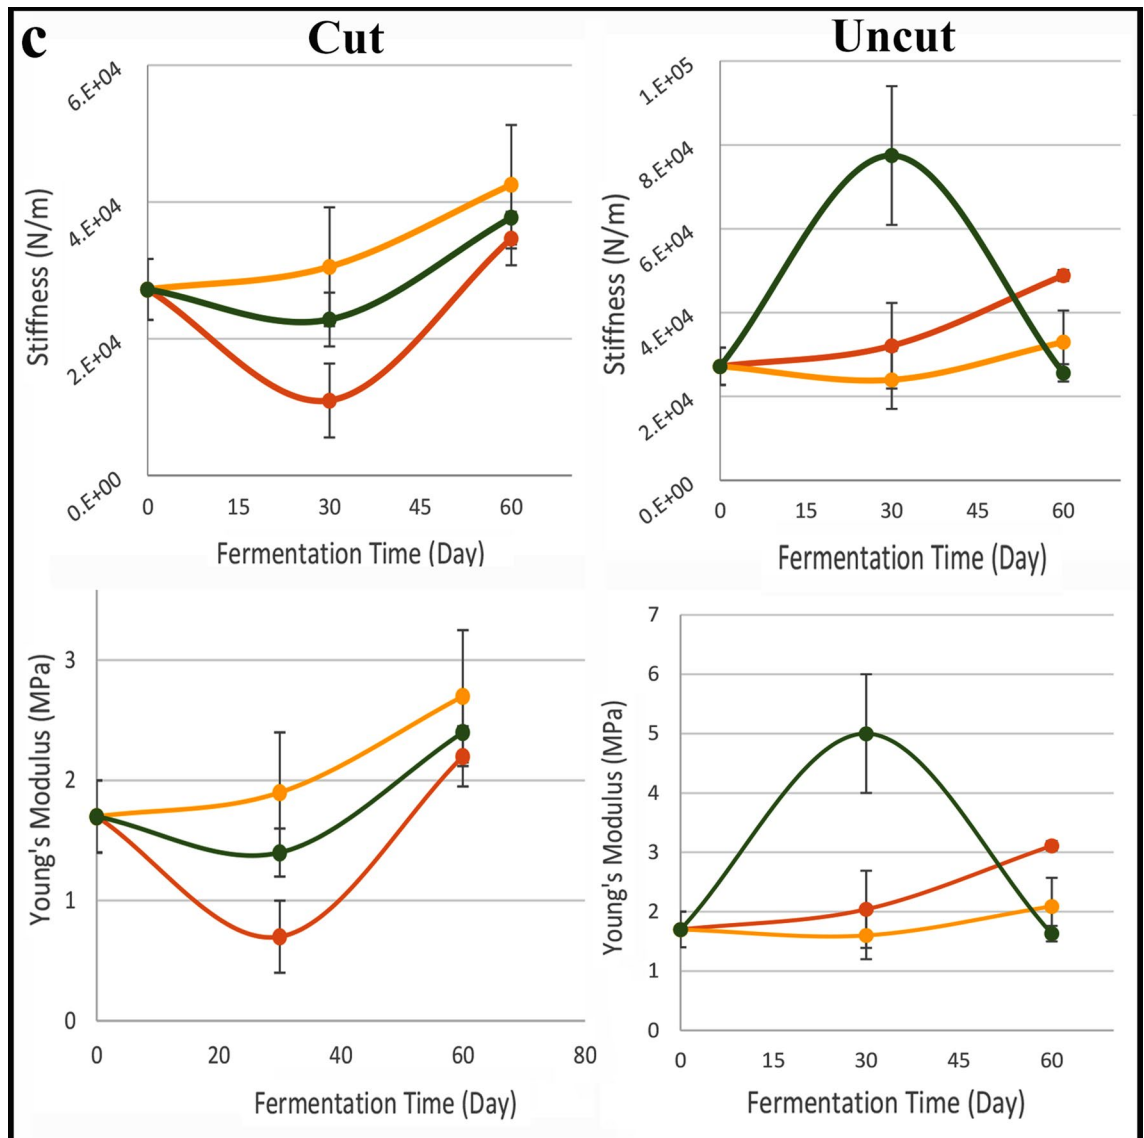 c
Cut
Uncut
6.E+04
4.E+04
2.E+04
0.E+00
Stiffness (N/m)
0 15 30 45 60
Fermentation Time (Day)
1.E+05
8.E+04
6.E+04
4.E+04
2.E+04
0.E+00
Stiffness (N/m)
0 15 30 45 60
Fermentation Time (Day)
3
2
1
0
Young's Modulus (MPa)
0 20 40 60 80
Fermentation Time (Day)
7
6
5
4
3
2
1
0
Young's Modulus (MPa)
0 15 30 45 60
Fermentation Time (Day)